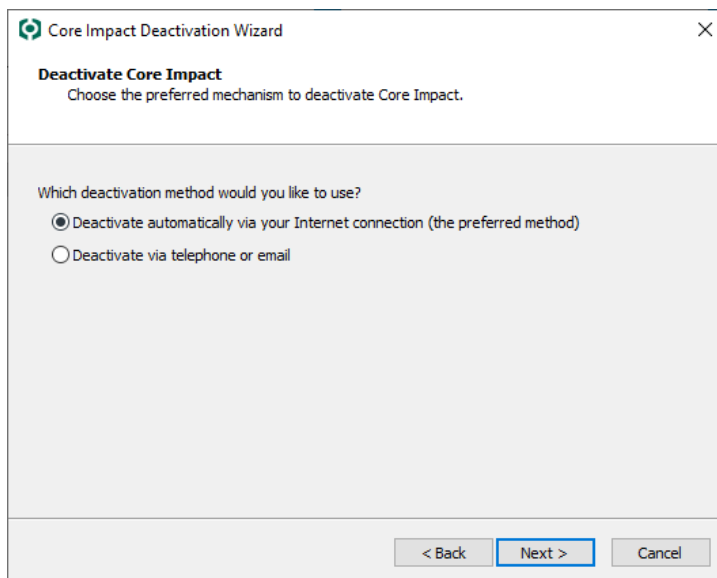 Core Impact Deactivation Wizard
Deactivate Core Impact
Choose the preferred mechanism to deactivate Core Impact.
Which deactivation method would you like to use?
Deactivate automatically via your Internet connection (the preferred method)
Deactivate via telephone or email
< Back Next > Cancel